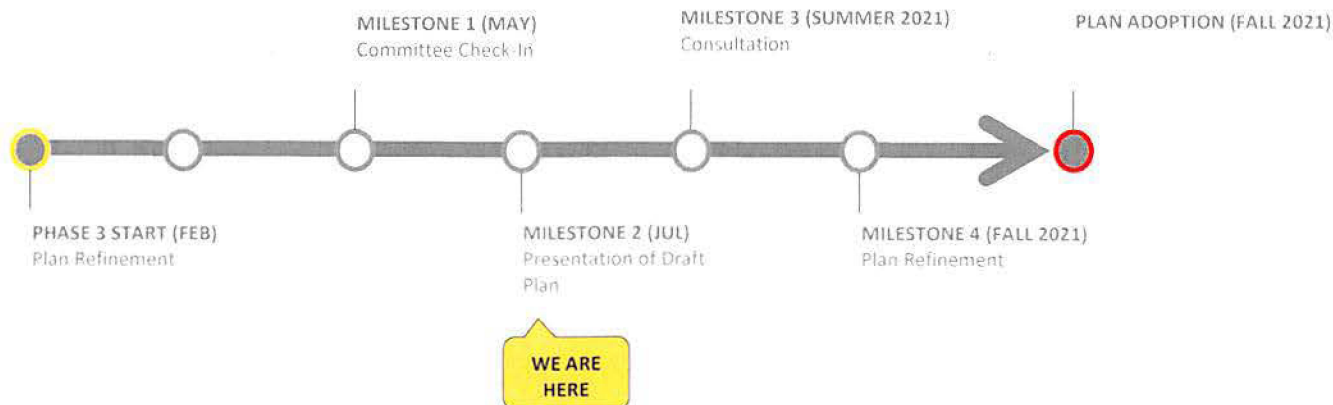 MILESTONE 1 (MAY)
Committee Check-In
MILESTONE 3 (SUMMER 2021)
Consultation
PLAN ADOPTION (FALL 2021)
PHASE 3 START (FEB)
Plan Refinement
MILESTONE 2 (JUL)
Presentation of Draft
Plan
MILESTONE 4 (FALL 2021)
Plan Refinement
WE ARE
HERE